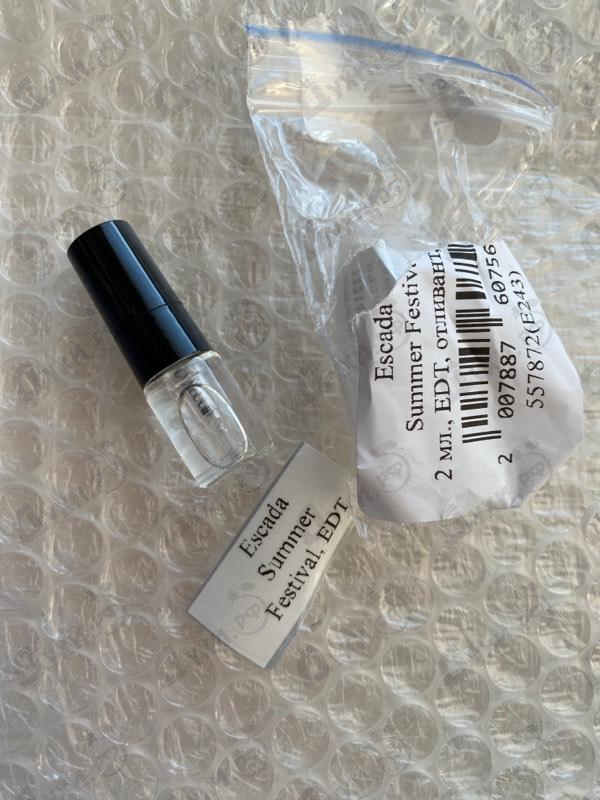 Escada
Summer Festiv
2 мл., EDT, отливант,
2 007887 60756
557872(E243)
Escada
Summer
Festival, EDT